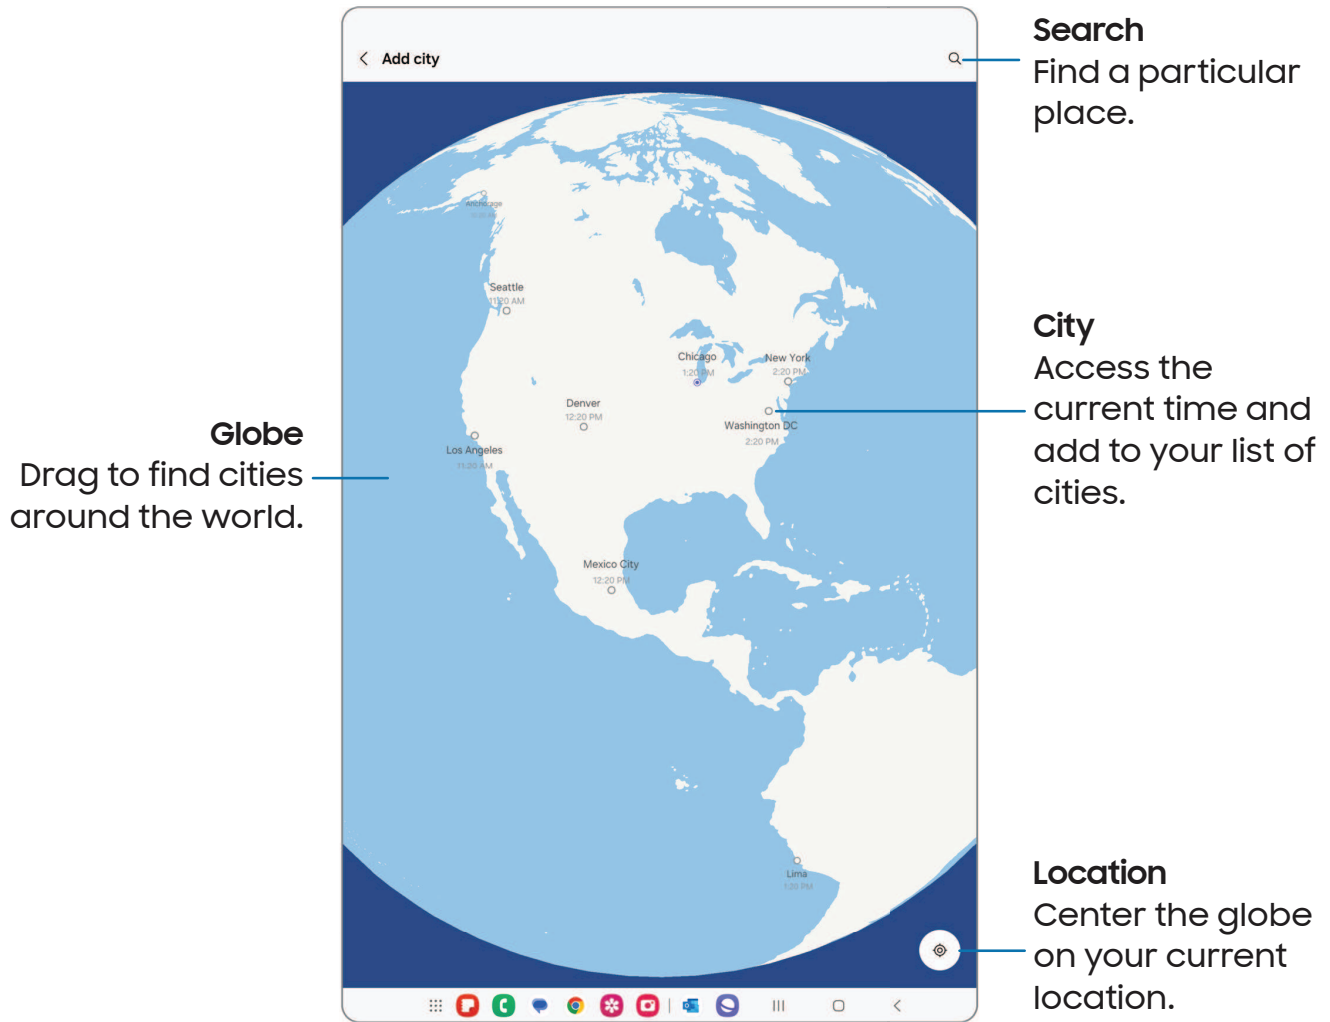 Add city
Search
Find a particular
place.
Anchorage
Seattle
11:20 AM
Chicago
1:20 PM
New York
2:20 PM
City
Access the
current time and
add to your list of
cities.
Denver
12:20 PM
Washington DC
2:20 PM
Globe
Drag to find cities
around the world.
Los Angeles
11:20 AM
Mexico City
12:20 PM
Lima
1:20 PM
Location
Center the globe
on your current
location.